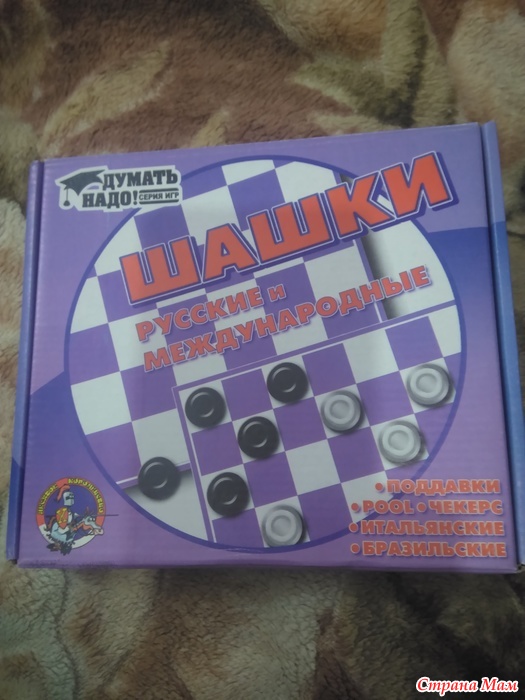 ДУМАТЬ
НАДО!
СЕРИЯ ИГР
ШАШКИ
РУССКИЕ И
МЕЖДУНАРОДНЫЕ
• ПОДДАВКИ
• POOL • ЧЕКЕРС
• ИТАЛЬЯНСКИЕ
• БРАЗИЛЬСКИЕ
Страна Мам